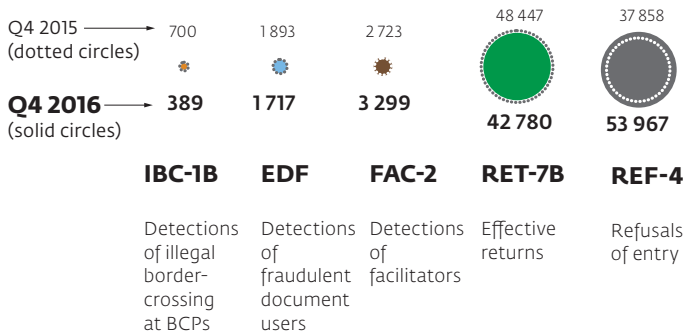 Q4 2015
(dotted circles)
700
1 893
2 723
48 447
37 858
Q4 2016
(solid circles)
389
1 717
3 299
42 780
53 967
IBC-1B
EDF
FAC-2
RET-7B
REF-4
Detections
of illegal
border-
crossing
at BCPs
Detections
of
fraudulent
document
users
Detections
of
facilitators
Effective
returns
Refusals
of entry